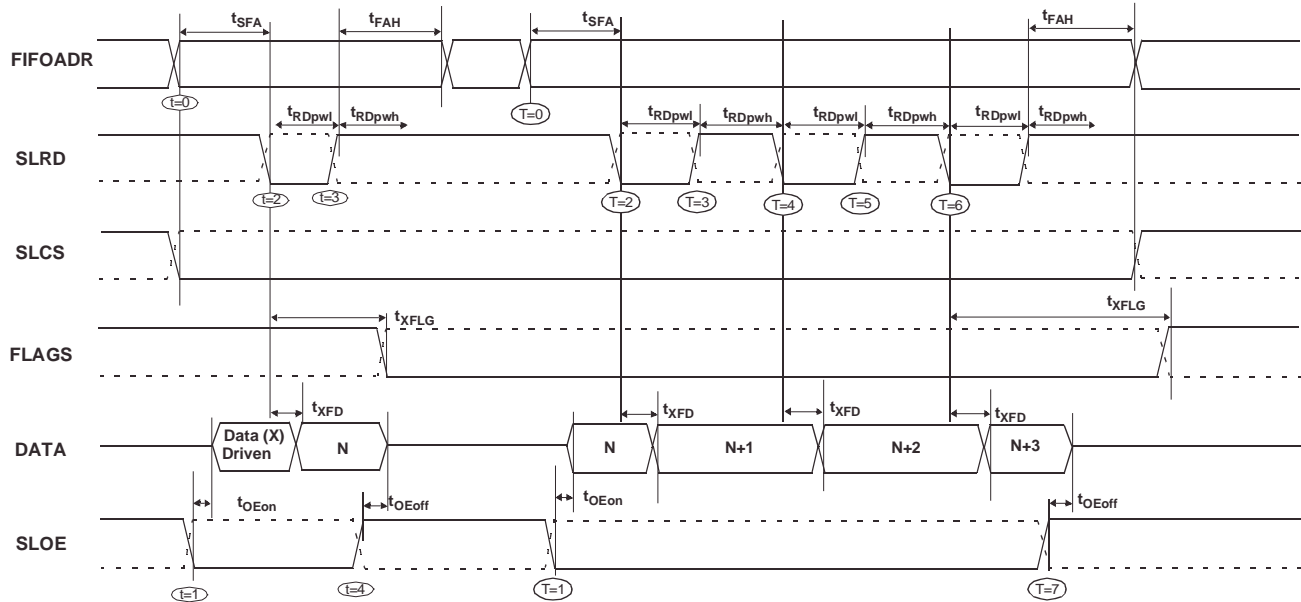 tSFA tFAH tSFA tFAH
FIFOADR
t=0 T=0
tRDpwl tRDpwh tRDpwl tRDpwh tRDpwl tRDpwh tRDpwl tRDpwh
SLRD
t=2 t=3 T=2 T=3 T=4 T=5 T=6
SLCS
tXFLG tXFLG
FLAGS
tXFD tXFD tXFD tXFD
DATA
Data (X)
Driven
N N N+1 N+2 N+3
tOEon tOEoff tOEon tOEoff
SLOE
t=1 t=4 T=1 T=7